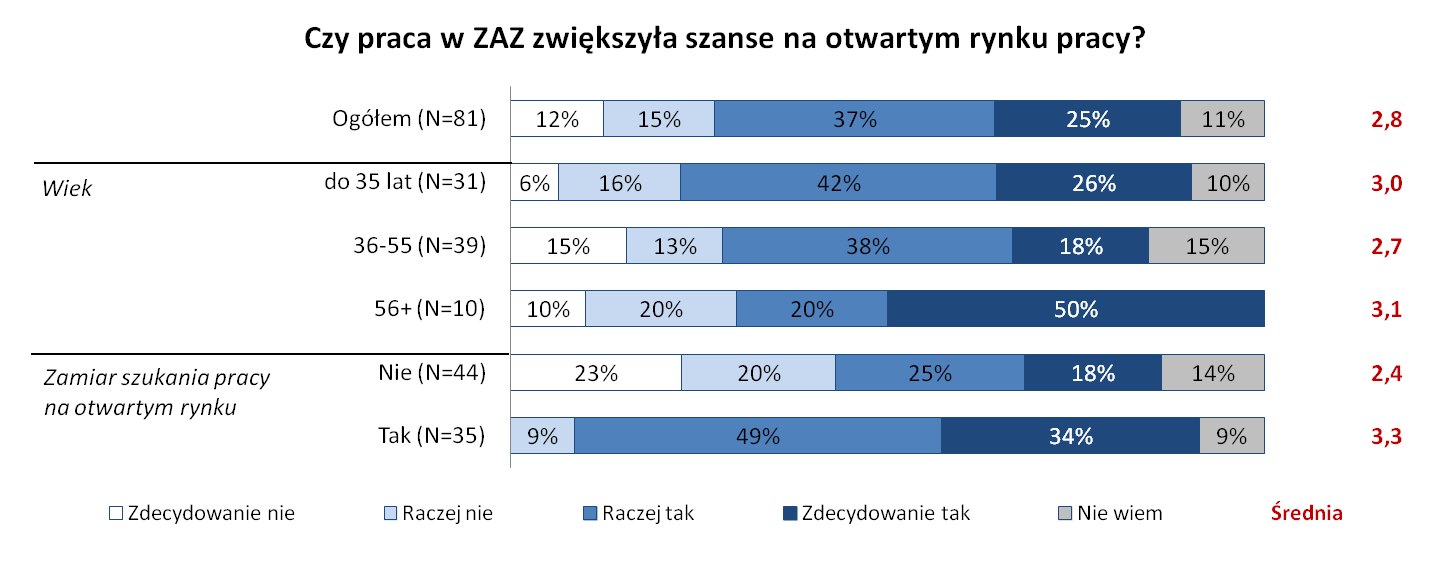 Czy praca w ZAZ zwiększyła szanse na otwartym rynku pracy?
Ogółem (N=81) 12% 15% 37% 25% 11% 2,8
Wiek do 35 lat (N=31) 6% 16% 42% 26% 10% 3,0
36-55 (N=39) 15% 13% 38% 18% 15% 2,7
56+ (N=10) 10% 20% 20% 50% 3,1
Zamiar szukania pracy
na otwartym rynku
Nie (N=44) 23% 20% 25% 18% 14% 2,4
Tak (N=35) 9% 49% 34% 9% 3,3
Zdecydowanie nie Raczej nie Raczej tak Zdecydowanie tak Nie wiem Średnia